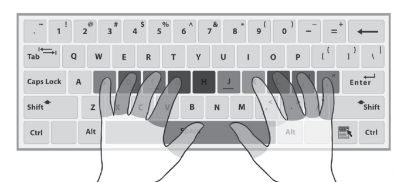 ~ . ! 1 @ 2 # 3 $ 4 % 5 ^ 6 & 7 * 8 ( 9 ) 0 - + =
Tab Q W E R T Y U I O P { [ } ] | \
Caps Lock A H J " Enter
Shift Z X C V B N M < Shift
Ctrl Alt Space Alt Ctrl